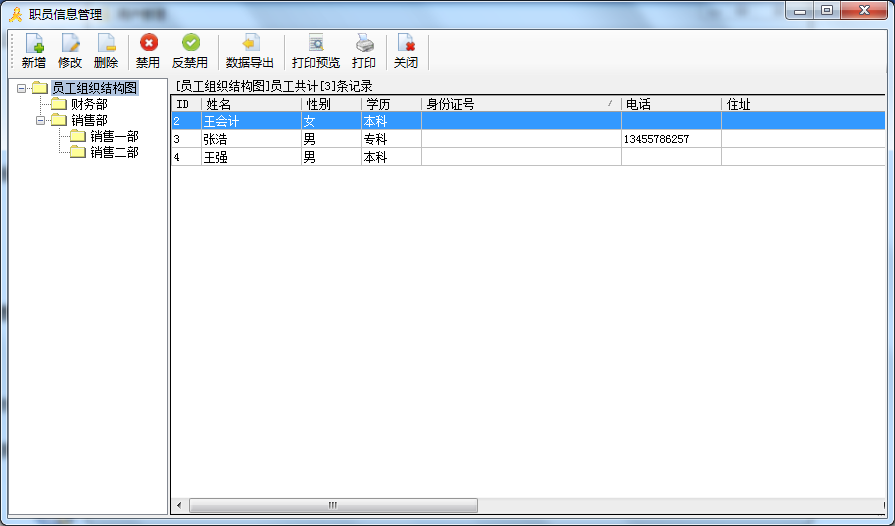 职员信息管理
新增 修改 删除 禁用 反禁用 数据导出 打印预览 打印 关闭
员工组织结构图
财务部
销售部
销售一部
销售二部
[员工组织结构图]员工共计[3]条记录
ID 姓名 性别 学历 身份证号 电话 住址
2 王会计 女 本科
3 张浩 男 专科 13455786257
4 王强 男 本科